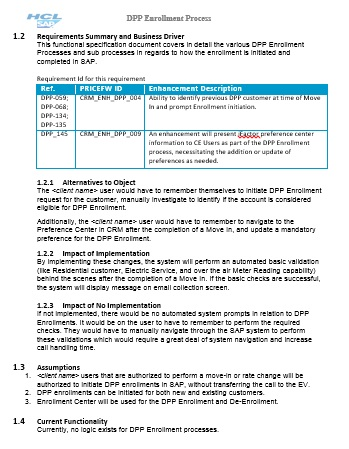 HCL
SAP
DPP Enrollment Process
1.2 Requirements Summary and Business Driver
This functional specification document covers in detail the various DPP Enrollment
Processes and sub processes in regards to how the enrollment is initiated and
completed in SAP.
Requirement Id for this requirement
Ref. PRICEFW ID Enhancement Description
DPP-059; CRM_ENH_DPP_004 Ability to identify previous DPP customer at time of Move
DPP-068; In and prompt Enrollment initiation.
DPP-134;
DPP-135
DPP_145 CRM_ENH_DPP_009 An enhancement will present iFactor preference center
information to CE Users as part of the DPP Enrollment
process, necessitating the addition or update of
preferences as needed.
1.2.1 Alternatives to Object
The <client name> user would have to remember themselves to initiate DPP Enrollment
request for the customer, manually investigate to identify if the account is considered
eligible for DPP Enrollment.
Additionally, the <client name> user would have to remember to navigate to the
Preference Center in CRM after the completion of a Move In, and update a mandatory
preference for the DPP Enrollment.
1.2.2 Impact of Implementation
By implementing these changes, the system will perform an automated basic validation
(like Residential customer, Electric Service, and over the air Meter Reading capability)
behind the scenes after the completion of a Move In. If the basic checks are successful,
the system will display message on email collection screen.
1.2.3 Impact of No Implementation
If not implemented, there would be no automated system prompts in relation to DPP
Enrollments. It would be on the user to have to remember to perform the required
checks. They would have to manually navigate through the SAP system to perform
these validations which would require a great deal of system navigation and increase
call handling time.
1.3 Assumptions
1. <client name> users that are authorized to perform a move-in or rate change will be
authorized to initiate DPP enrollments in SAP, without transferring the call to the EV.
2. DPP enrollments can be initiated for both new and existing customers.
3. Enrollment Center will be used for the DPP Enrollment and De-Enrollment.
1.4 Current Functionality
Currently, no logic exists for DPP Enrollment processes.